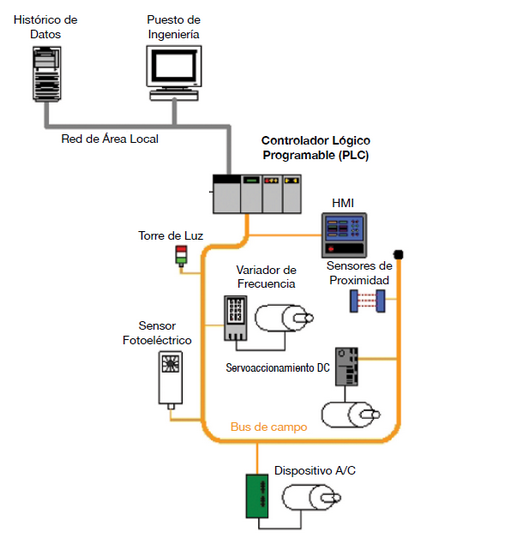 Histórico de
Datos
Puesto de
Ingeniería
Red de Área Local
Controlador Lógico
Programable (PLC)
HMI
Torre de Luz
Sensores de
Proximidad
Variador de
Frecuencia
Sensor
Fotoeléctrico
Servoaccionamiento DC
Bus de campo
Dispositivo A/C